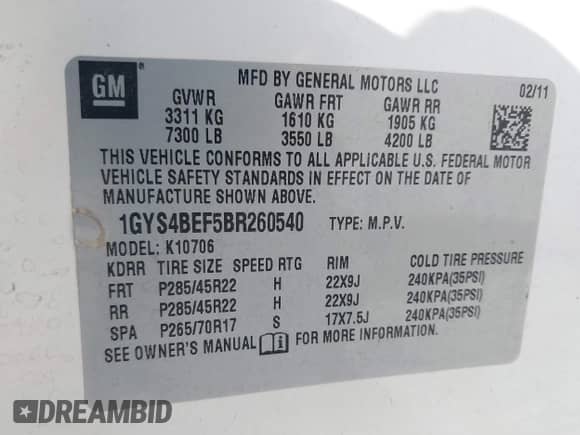 GM ®
MFD BY GENERAL MOTORS LLC 02/11
GVWR GAWR FRT GAWR RR
3311 KG 1610 KG 1905 KG
7300 LB 3550 LB 4200 LB
THIS VEHICLE CONFORMS TO ALL APPLICABLE U.S. FEDERAL MOTOR
VEHICLE SAFETY STANDARDS IN EFFECT ON THE DATE OF
MANUFACTURE SHOWN ABOVE.
1GYS4BEF5BR260540 TYPE: M.P.V.
MODEL: K10706
KDRR TIRE SIZE SPEED RTG RIM COLD TIRE PRESSURE
FRT P285/45R22 H 22X9J 240KPA(35PSI)
RR P285/45R22 H 22X9J 240KPA(35PSI)
SPA P265/70R17 S 17X7.5J 240KPA(35PSI)
SEE OWNER'S MANUAL FOR MORE INFORMATION.
DREAMBID